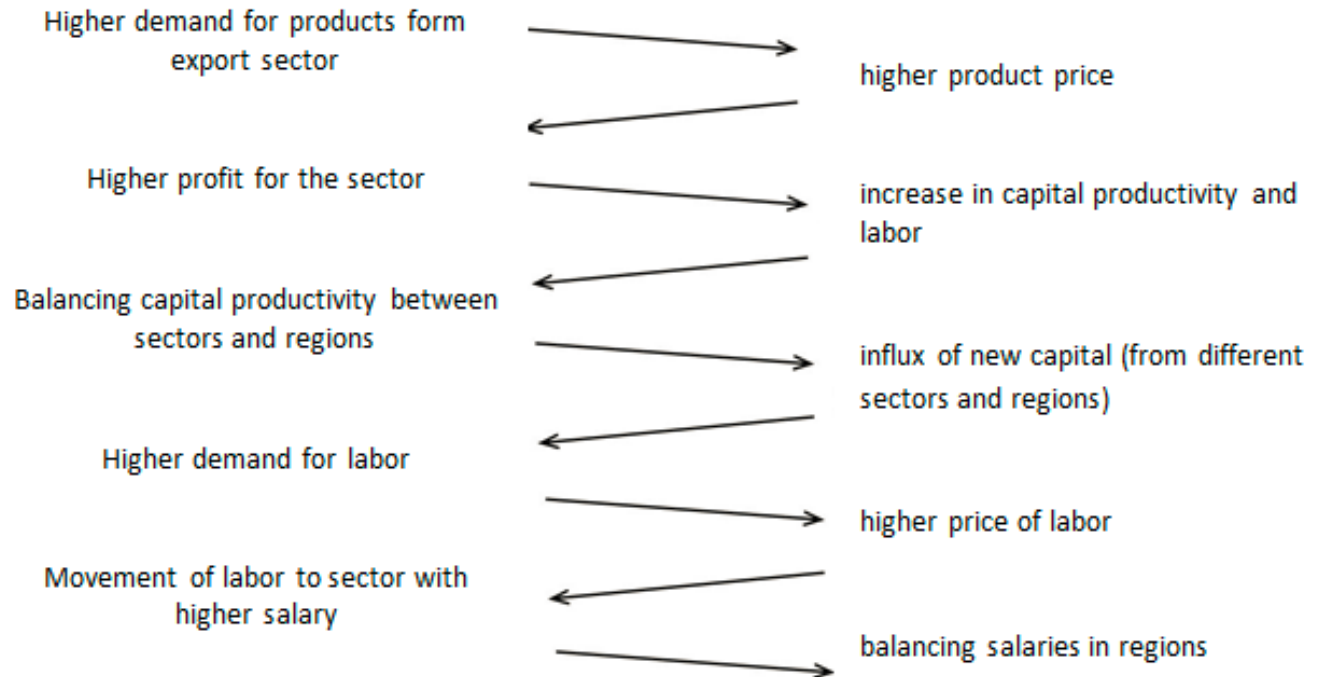 Higher demand for products form
export sector
higher product price
Higher profit for the sector
increase in capital productivity and
labor
Balancing capital productivity between
sectors and regions
influx of new capital (from different
sectors and regions)
Higher demand for labor
higher price of labor
Movement of labor to sector with
higher salary
balancing salaries in regions